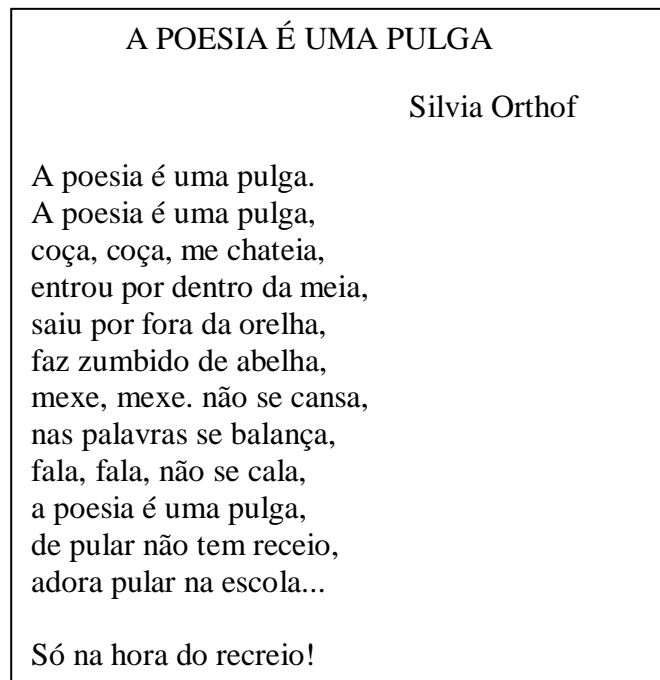 A POESIA É UMA PULGA
Silvia Orthof
A poesia é uma pulga.
A poesia é uma pulga,
coça, coça, me chateia,
entrou por dentro da meia,
saiu por fora da orelha,
faz zumbido de abelha,
mexe, mexe. não se cansa,
nas palavras se balança,
fala, fala, não se cala,
a poesia é uma pulga,
de pular não tem receio,
adora pular na escola...
Só na hora do recreio!